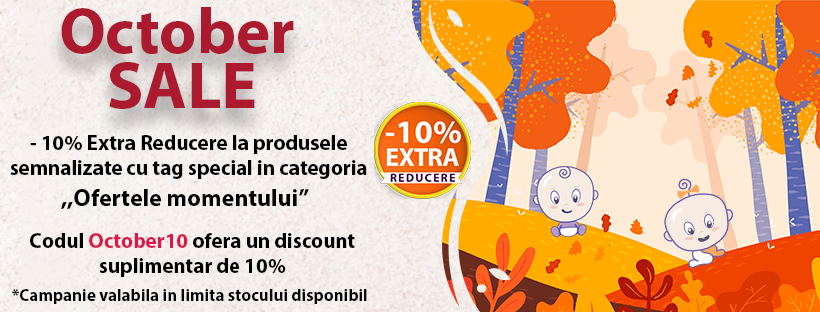 October
SALE
- 10% Extra Reducere la produsele
semnalizate cu tag special in categoria
,,Ofertele momentului”
Codul October10 ofera un discount
suplimentar de 10%
*Campanie valabila in limita stocului disponibil
-10%
EXTRA
REDUCERE